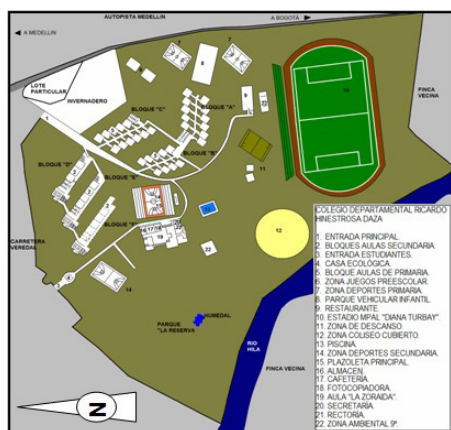 AUTOPISTA MEDELLIN
A MEDELLIN
A BOGOTÁ
LOTE
PARTICULAR
INVERNADERO
FINCA
VECINA
BLOQUE "C"
BLOQUE "A"
BLOQUE "B"
BLOQUE "D"
BLOQUE "E"
CARRETERA
VEREDAL
PARQUE
"LA RESERVA
HUMEDAL
RIO
HILA
FINCA VECINA
N
COLEGIO DEPARTAMENTAL RICARDO
HINESTROSA DAZA
1. ENTRADA PRINCIPAL.
2. BLOQUES AULAS SECUNDARIA.
3. ENTRADA ESTUDIANTES.
4. CASA ECOLÓGICA.
5. BLOQUE AULAS DE PRIMARIA.
6. ZONA JUEGOS PREESCOLAR.
7. ZONA DEPORTES PRIMARIA.
8. PARQUE VEHICULAR INFANTIL.
9. RESTAURANTE.
10. ESTADIO MPAL "DIANA TURBAY".
11. ZONA DE DESCANSO.
12. ZONA COLISEO CUBIERTO.
13. PISCINA.
14. ZONA DEPORTES SECUNDARIA.
15. PLAZOLETA PRINCIPAL.
16. ALMACEN.
17. CAFETERÍA.
18. FOTOCOPIADORA.
19. AULA "LA ZORAIDA".
20. SECRETARÍA.
21. RECTORÍA.
22. ZONA AMBIENTAL 9ª.